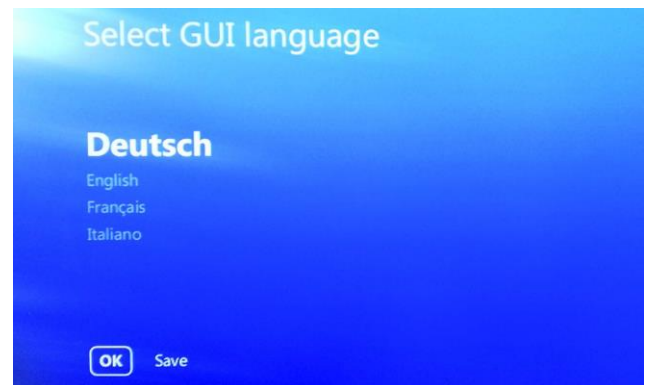 Select GUI language
Deutsch
English
Français
Italiano
OK Save